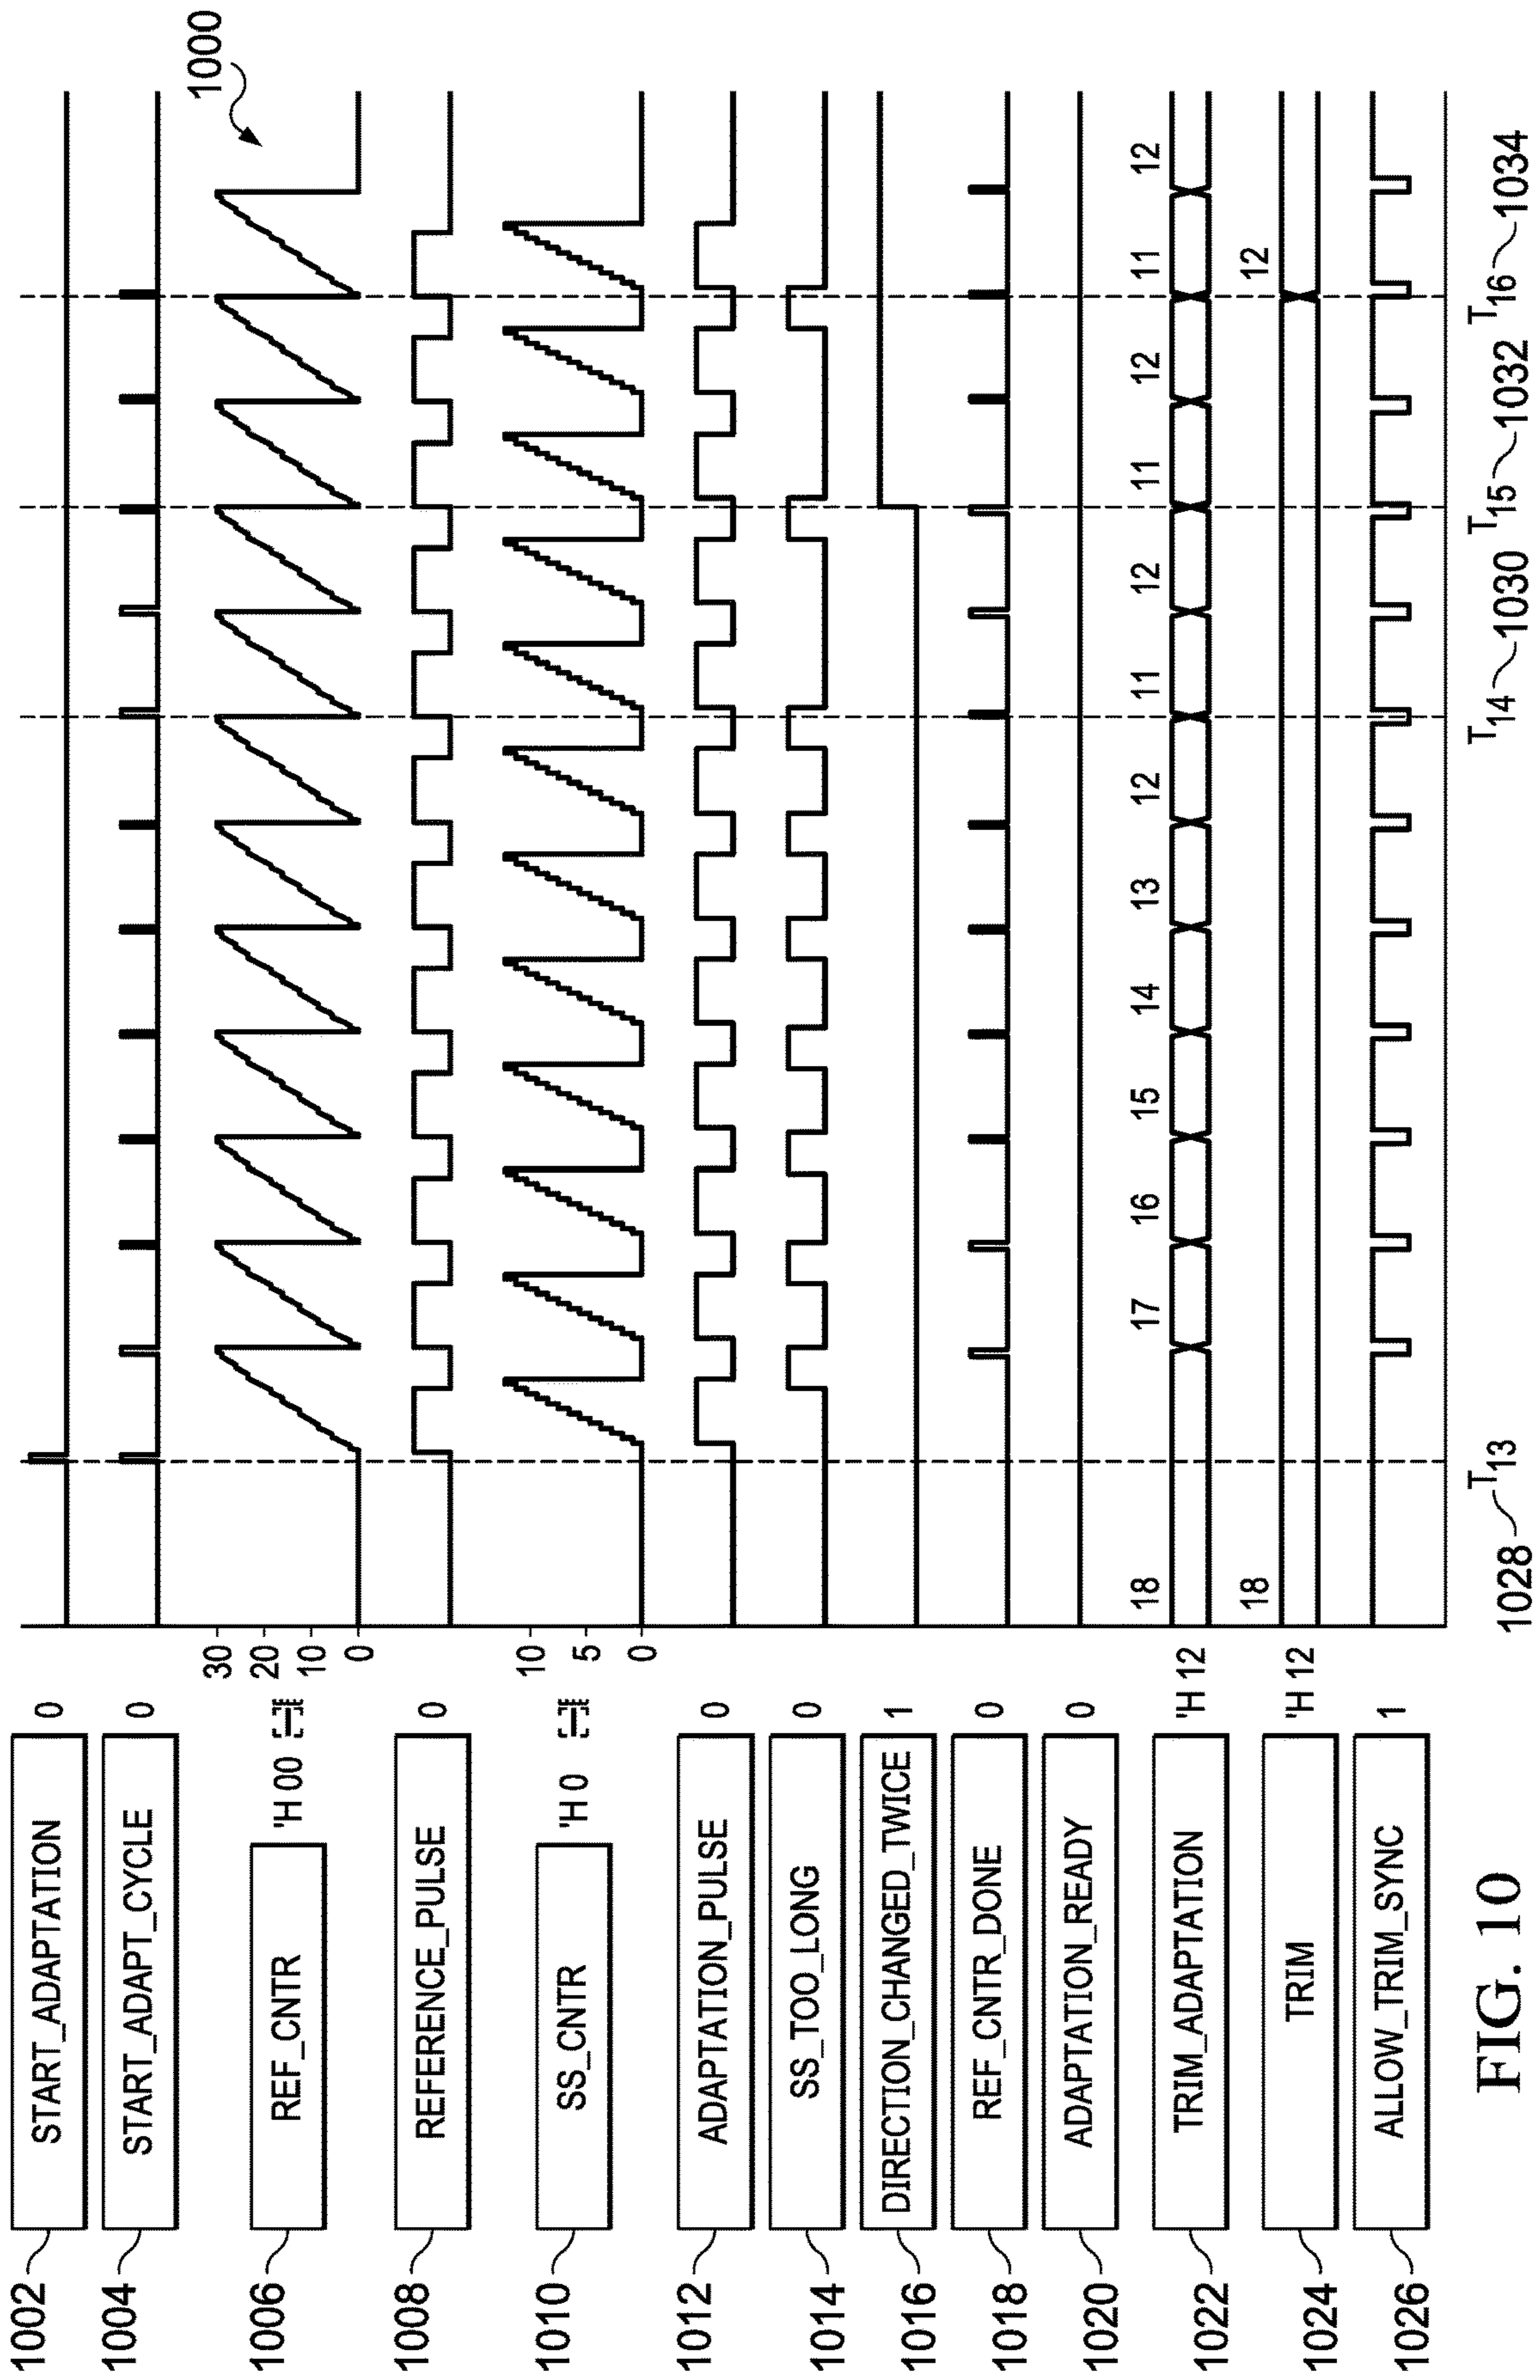 1002 START_ADAPTATION 0
1004 START_ADAPT_CYCLE 0
1000
30
20
10
0
1006 REF_CNTR 'H 00
1008 REFERENCE_PULSE 0
10
5
0
1010 SS_CNTR 'H 0
1012 ADAPTATION_PULSE 0
1014 SS_TOO_LONG 0
1016 DIRECTION_CHANGED_TWICE 1
1018 REF_CNTR_DONE 0
1020 ADAPTATION_READY 0
18 17 16 15 14 13 12 11 12 11 12 11 12
1022 TRIM_ADAPTATION 'H 12
18 12
1024 TRIM 'H 12
1026 ALLOW_TRIM_SYNC 1
1028 T13 T14 1030 T15 1032 T16 1034
FIG. 10